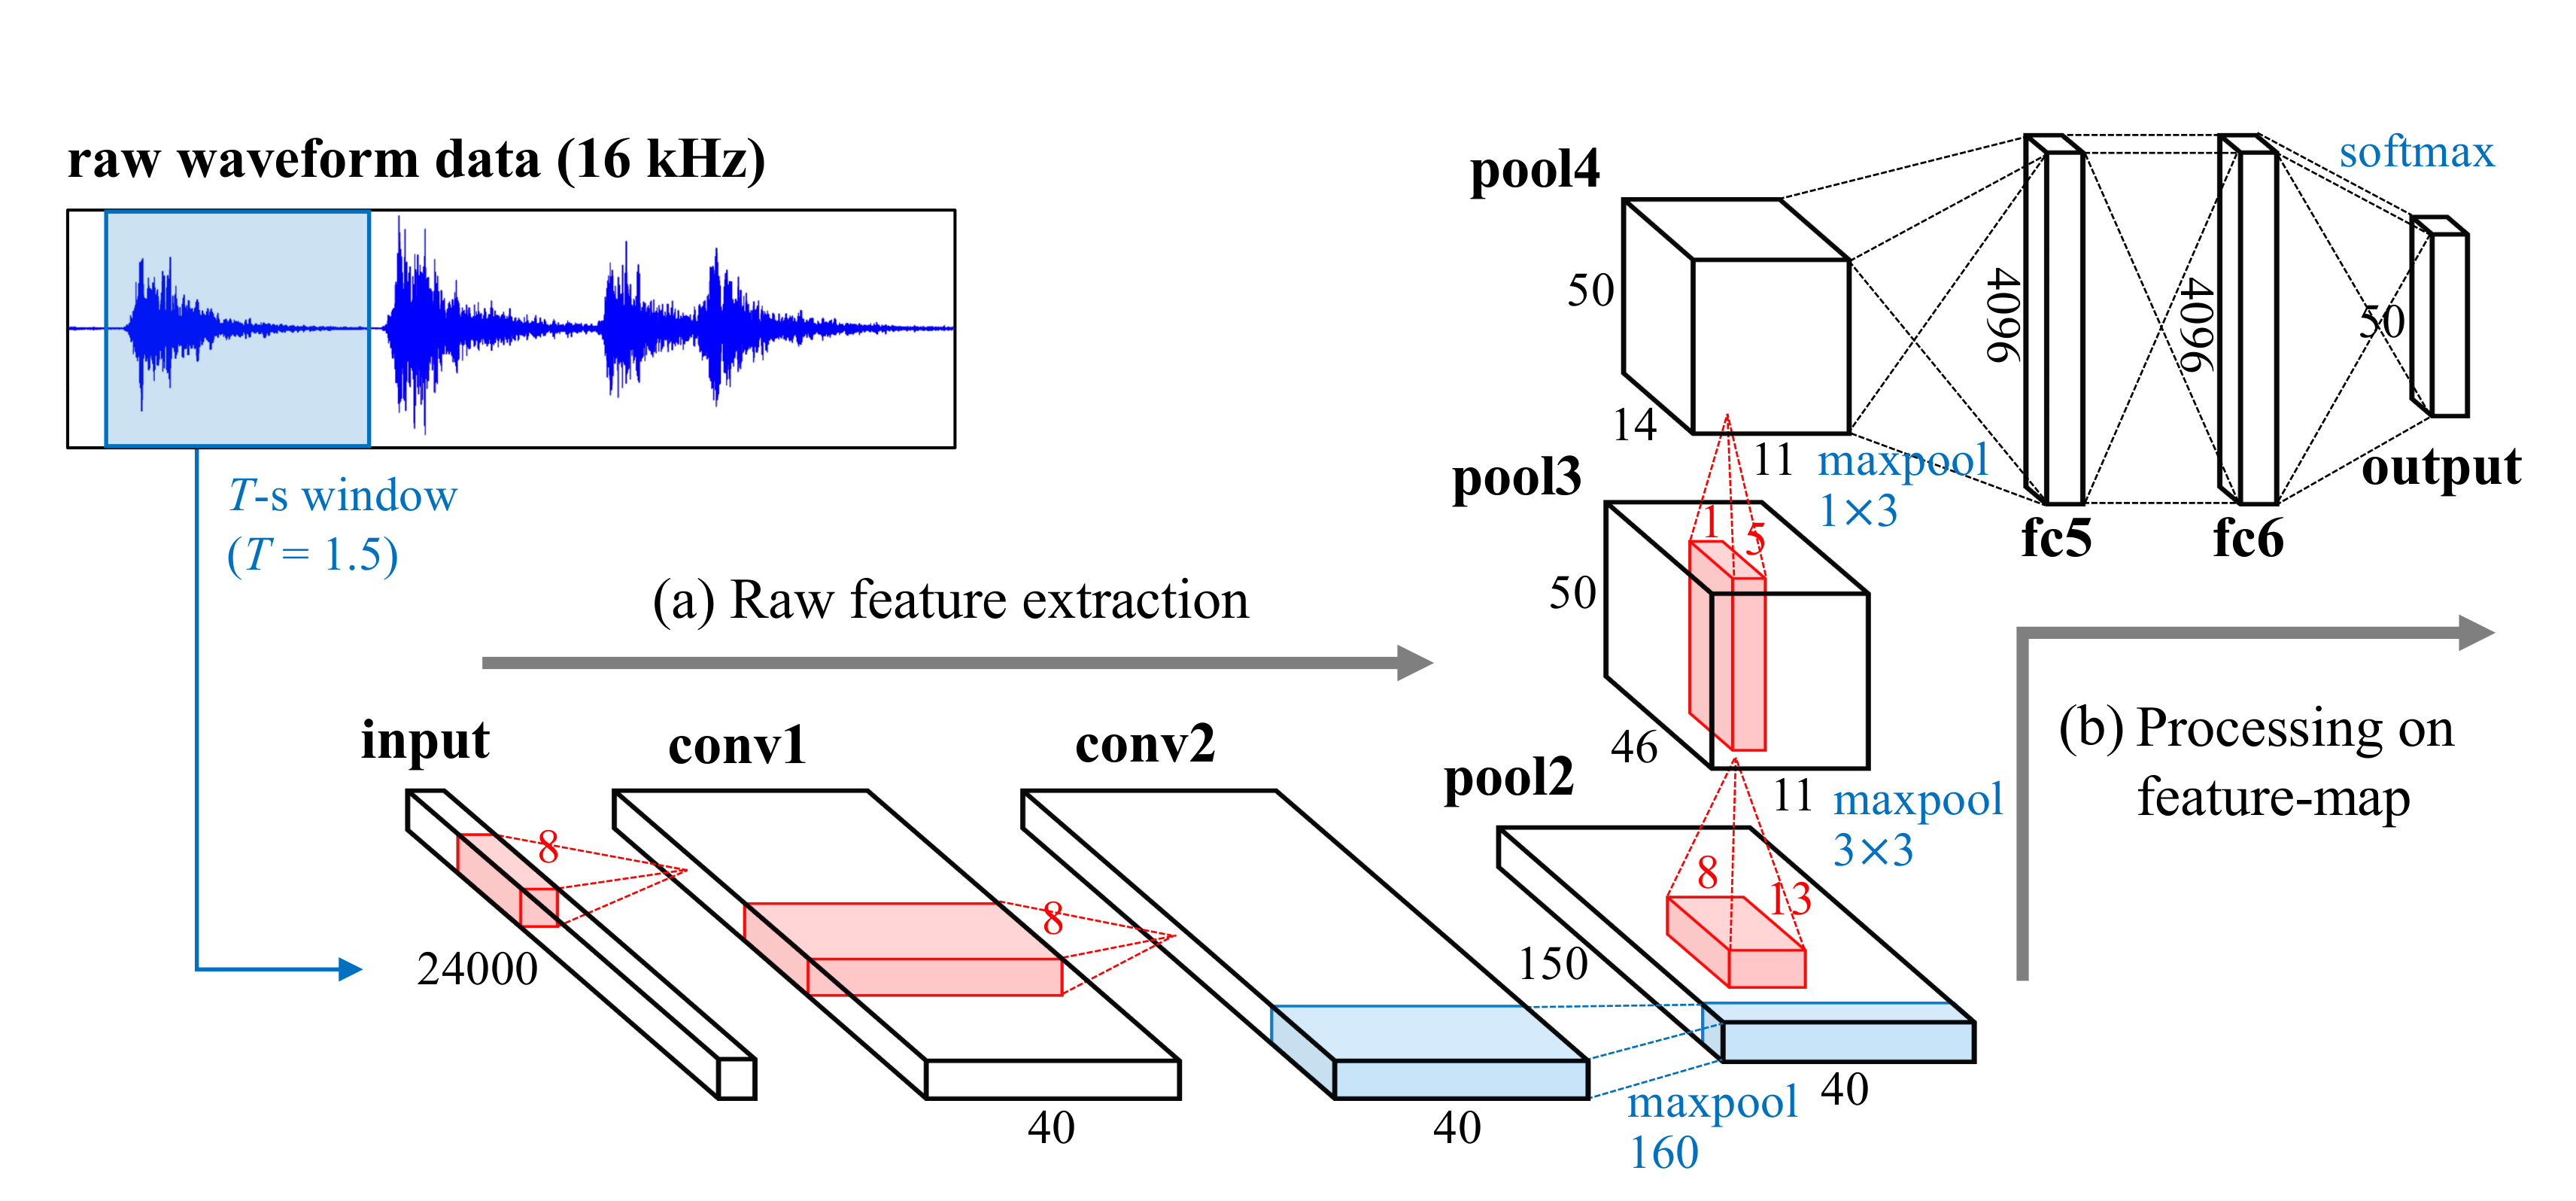 raw waveform data (16 kHz)
T-s window
(T = 1.5)
(a) Raw feature extraction
input
8
24000
conv1
8
40
conv2
40
maxpool
160
pool2
150
8
13
40
pool3
50
46
11
maxpool
3×3
1
5
pool4
50
14
11
maxpool
1×3
4096
fc5
4096
fc6
softmax
50
output
(b) Processing on
feature-map